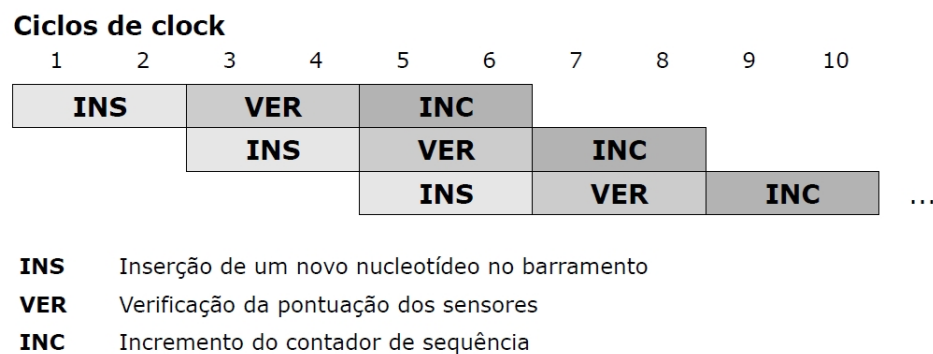 Ciclos de clock
1 2 3 4 5 6 7 8 9 10
INS VER INC
INS VER INC
INS VER INC ...
INS Inserção de um novo nucleotídeo no barramento
VER Verificação da pontuação dos sensores
INC Incremento do contador de sequência